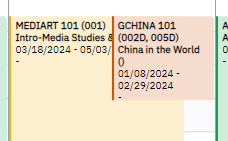 MEDIART 101 (001)
Intro-Media Studies &
03/18/2024 - 05/03/
-
GCHINA 101
(002D, 005D)
China in the World
()
01/08/2024 -
02/29/2024
-
A
A
0
-